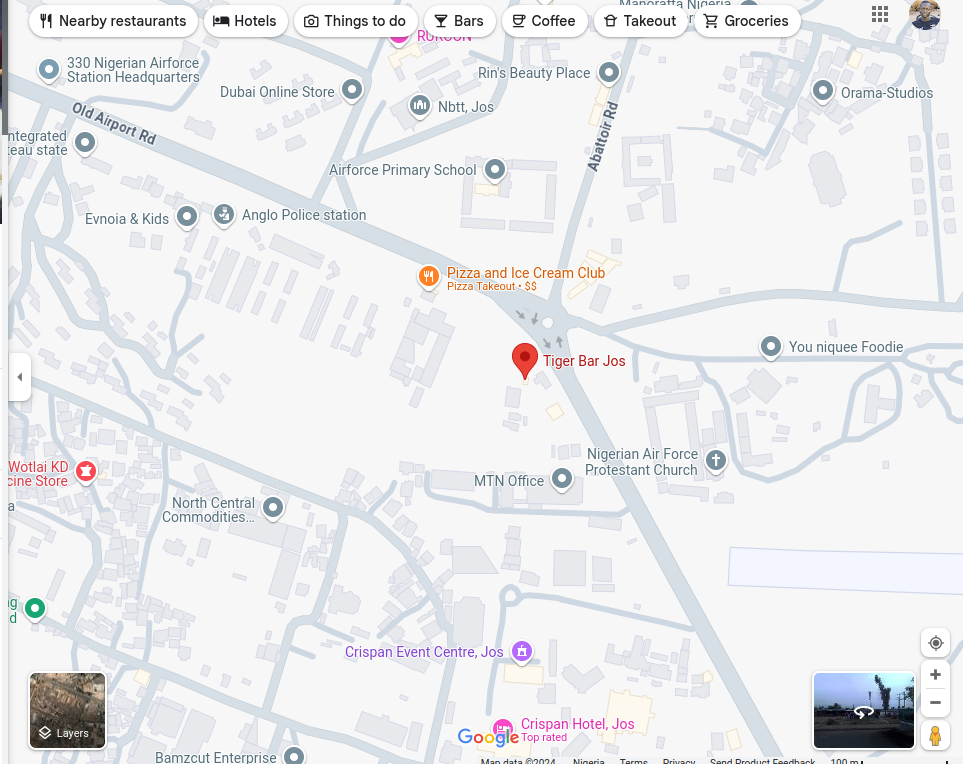 Manoratta Nigeria
Nearby restaurants
Hotels
Things to do
Bars
Coffee
Takeout
Groceries
RUKOON
330 Nigerian Airforce
Station Headquarters
Dubai Online Store
Rin's Beauty Place
Nbtt, Jos
Orama-Studios
Old Airport Rd
Abattoir Rd
ntegrated
teau state
Airforce Primary School
Evnoia & Kids
Anglo Police station
Pizza and Ice Cream Club
Pizza Takeout • $$
Tiger Bar Jos
You niquee Foodie
Wotlai KD
cine Store
Nigerian Air Force
Protestant Church
MTN Office
North Central
Commodities...
a
ng
d
Crispan Event Centre, Jos
Crispan Hotel, Jos
Top rated
Layers
Google
Bamzcut Enterprise
Map data ©2024
Nigeria
Terms
Privacy
Send Product Feedback
100 m